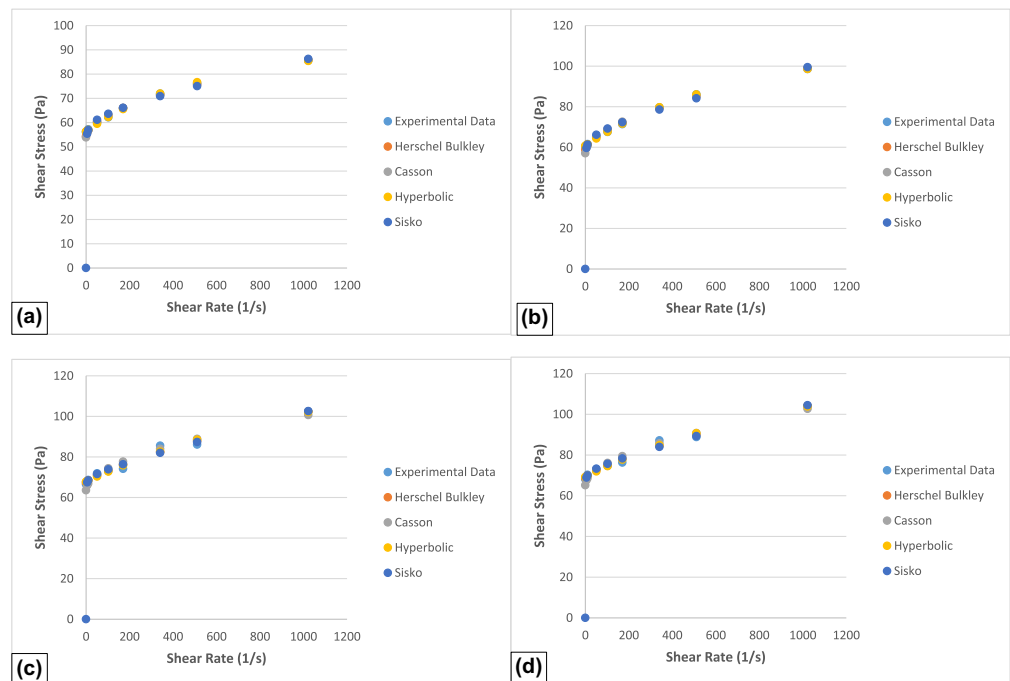 100
90
80
70
60
50
40
30
20
10
0
Shear Stress (Pa)
0 200 400 600 800 1000 1200
Shear Rate (1/s)
Experimental Data
Herschel Bulkley
Casson
Hyperbolic
Sisko
(a)
120
100
80
60
40
20
0
Shear Stress (Pa)
0 200 400 600 800 1000 1200
Shear Rate (1/s)
Experimental Data
Herschel Bulkley
Casson
Hyperbolic
Sisko
(b)
120
100
80
60
40
20
0
Shear Stress (Pa)
0 200 400 600 800 1000 1200
Shear Rate (1/s)
Experimental Data
Herschel Bulkley
Casson
Hyperbolic
Sisko
(c)
120
100
80
60
40
20
0
Shear Stress (Pa)
0 200 400 600 800 1000 1200
Shear Rate (1/s)
Experimental Data
Herschel Bulkley
Casson
Hyperbolic
Sisko
(d)